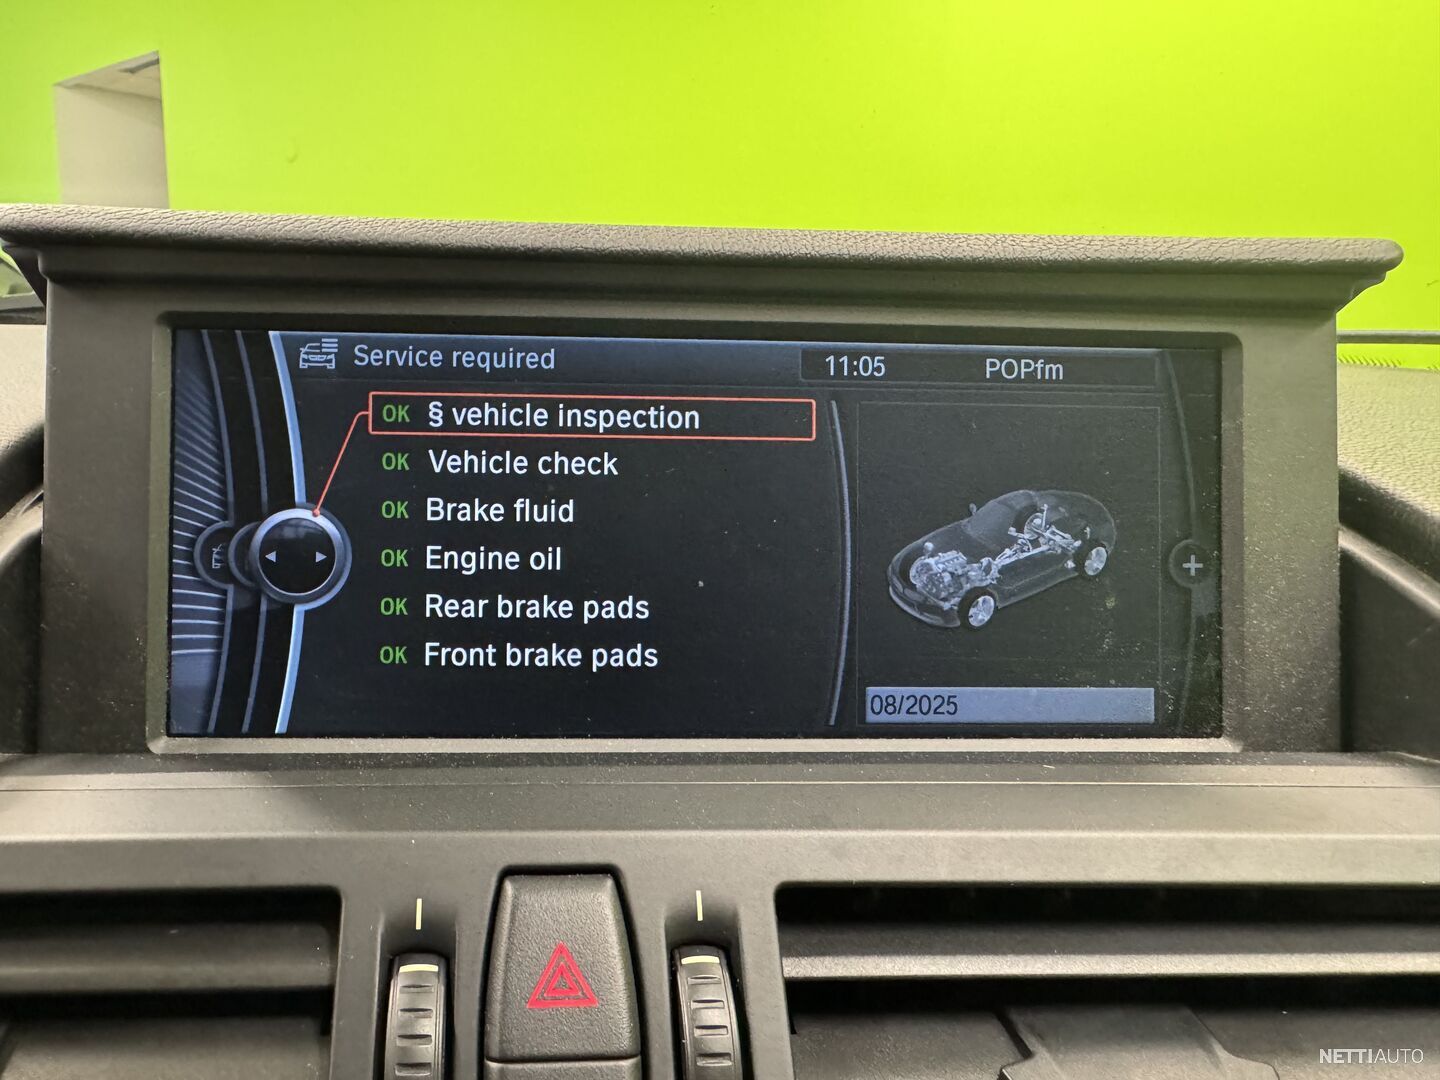 Service required
11:05
POPfm
OK § vehicle inspection
OK Vehicle check
OK Brake fluid
OK Engine oil
OK Rear brake pads
OK Front brake pads
08/2025
NETTIAUTO